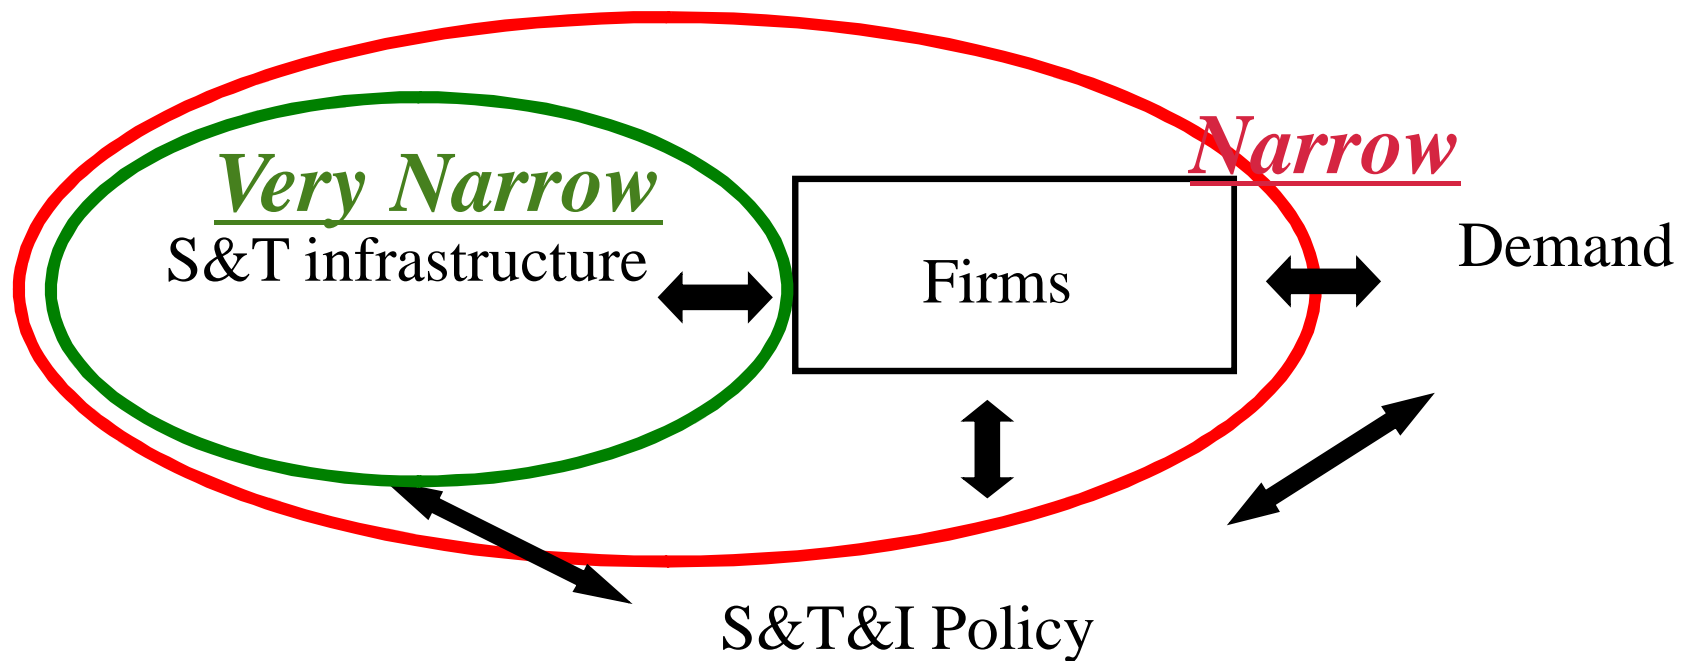 Narrow
Very Narrow
S&T infrastructure
Firms
Demand
S&T&I Policy